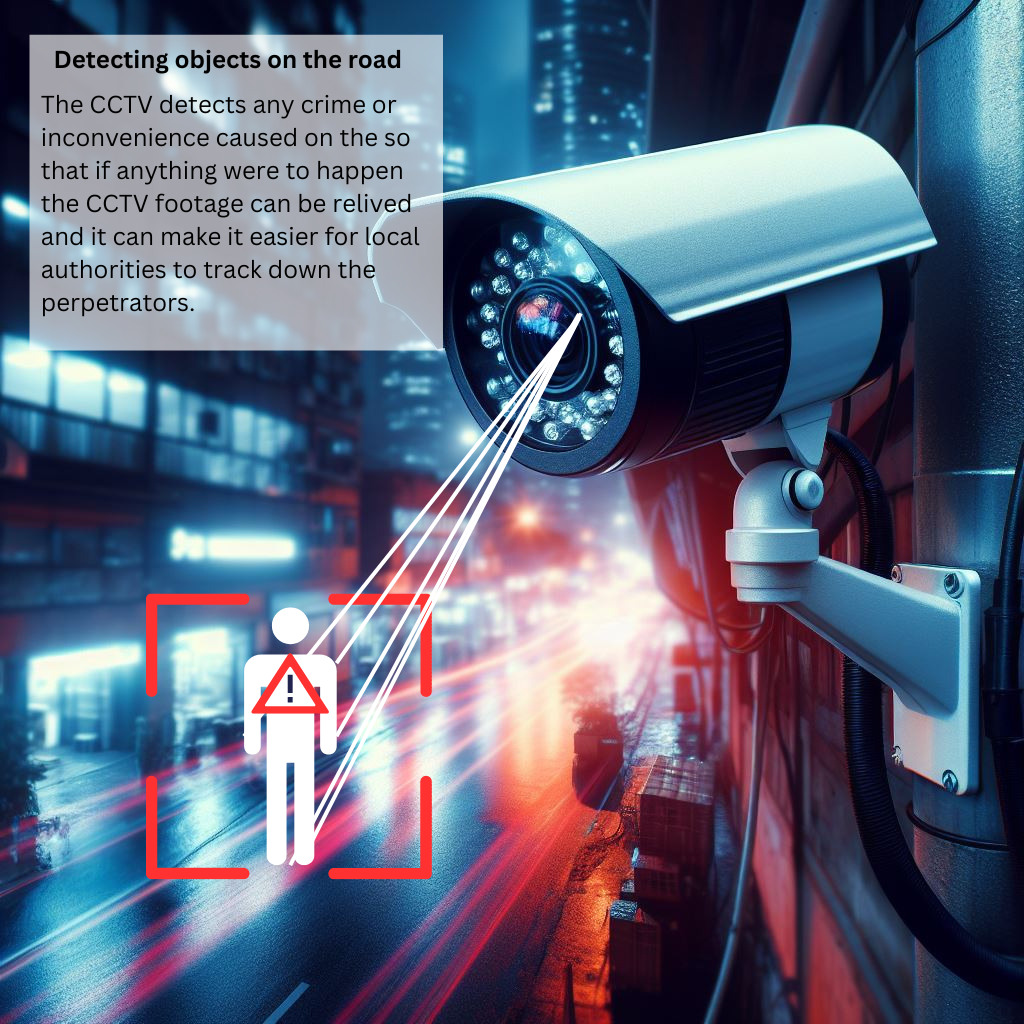 Detecting objects on the road
The CCTV detects any crime or
inconvenience caused on the so
that if anything were to happen
the CCTV footage can be relived
and it can make it easier for local
authorities to track down the
perpetrators.
!